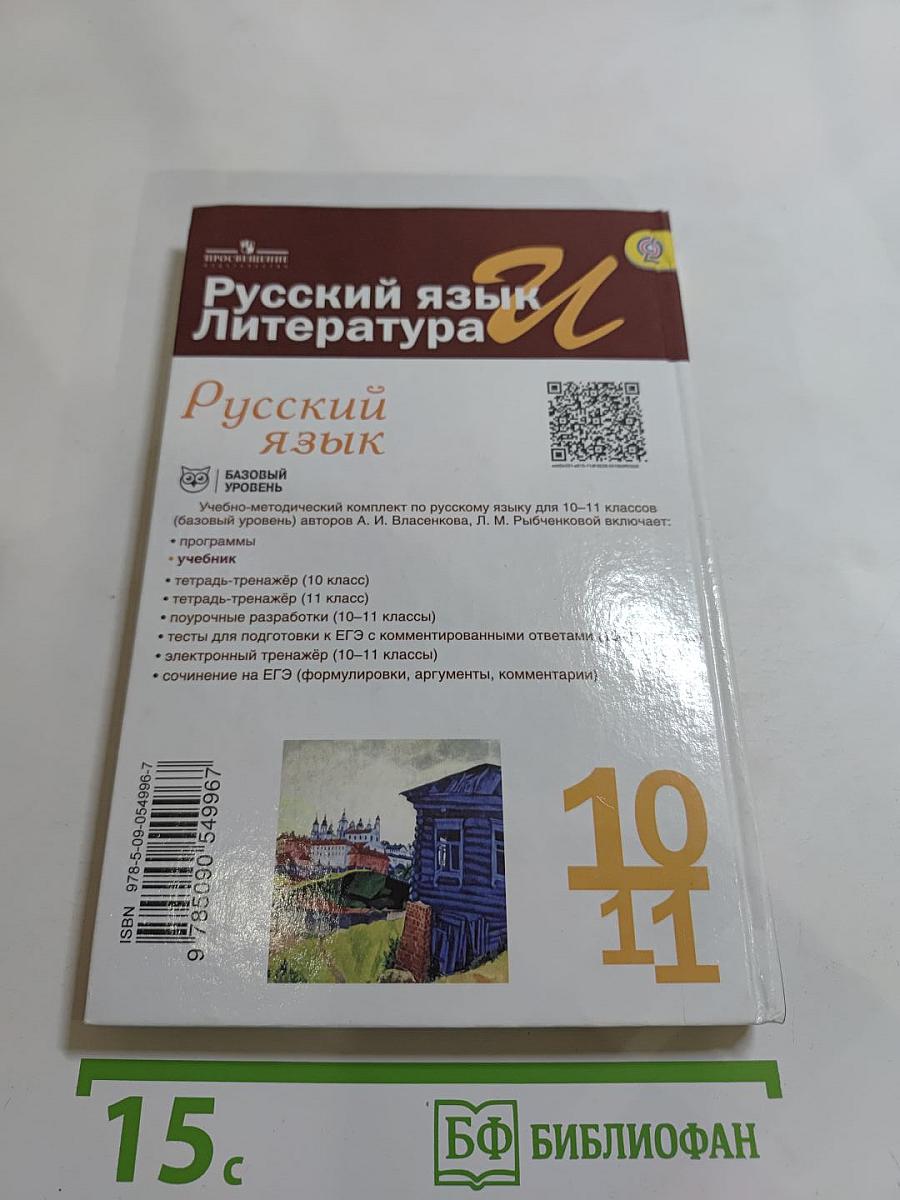 ПРОСВЕЩЕНИЕ
ИЗДАТЕЛЬСТВО
Русский язык
И
Литература
Русский
язык
БАЗОВЫЙ
УРОВЕНЬ
Учебно-методический комплект по русскому языку для 10–11 классов
(базовый уровень) авторов А. И. Власенкова, Л. М. Рыбченковой включает:
• программы
• учебник
• тетрадь-тренажёр (10 класс)
• тетрадь-тренажёр (11 класс)
• поурочные разработки (10–11 классы)
• тесты для подготовки к ЕГЭ с комментированными ответами
• электронный тренажёр (10–11 классы)
• сочинение на ЕГЭ (формулировки, аргументы, комментарии)
ISBN 978-5-09-054996-7
9 785090 549967
10
11
15 с
БФ БИБЛИОФАН